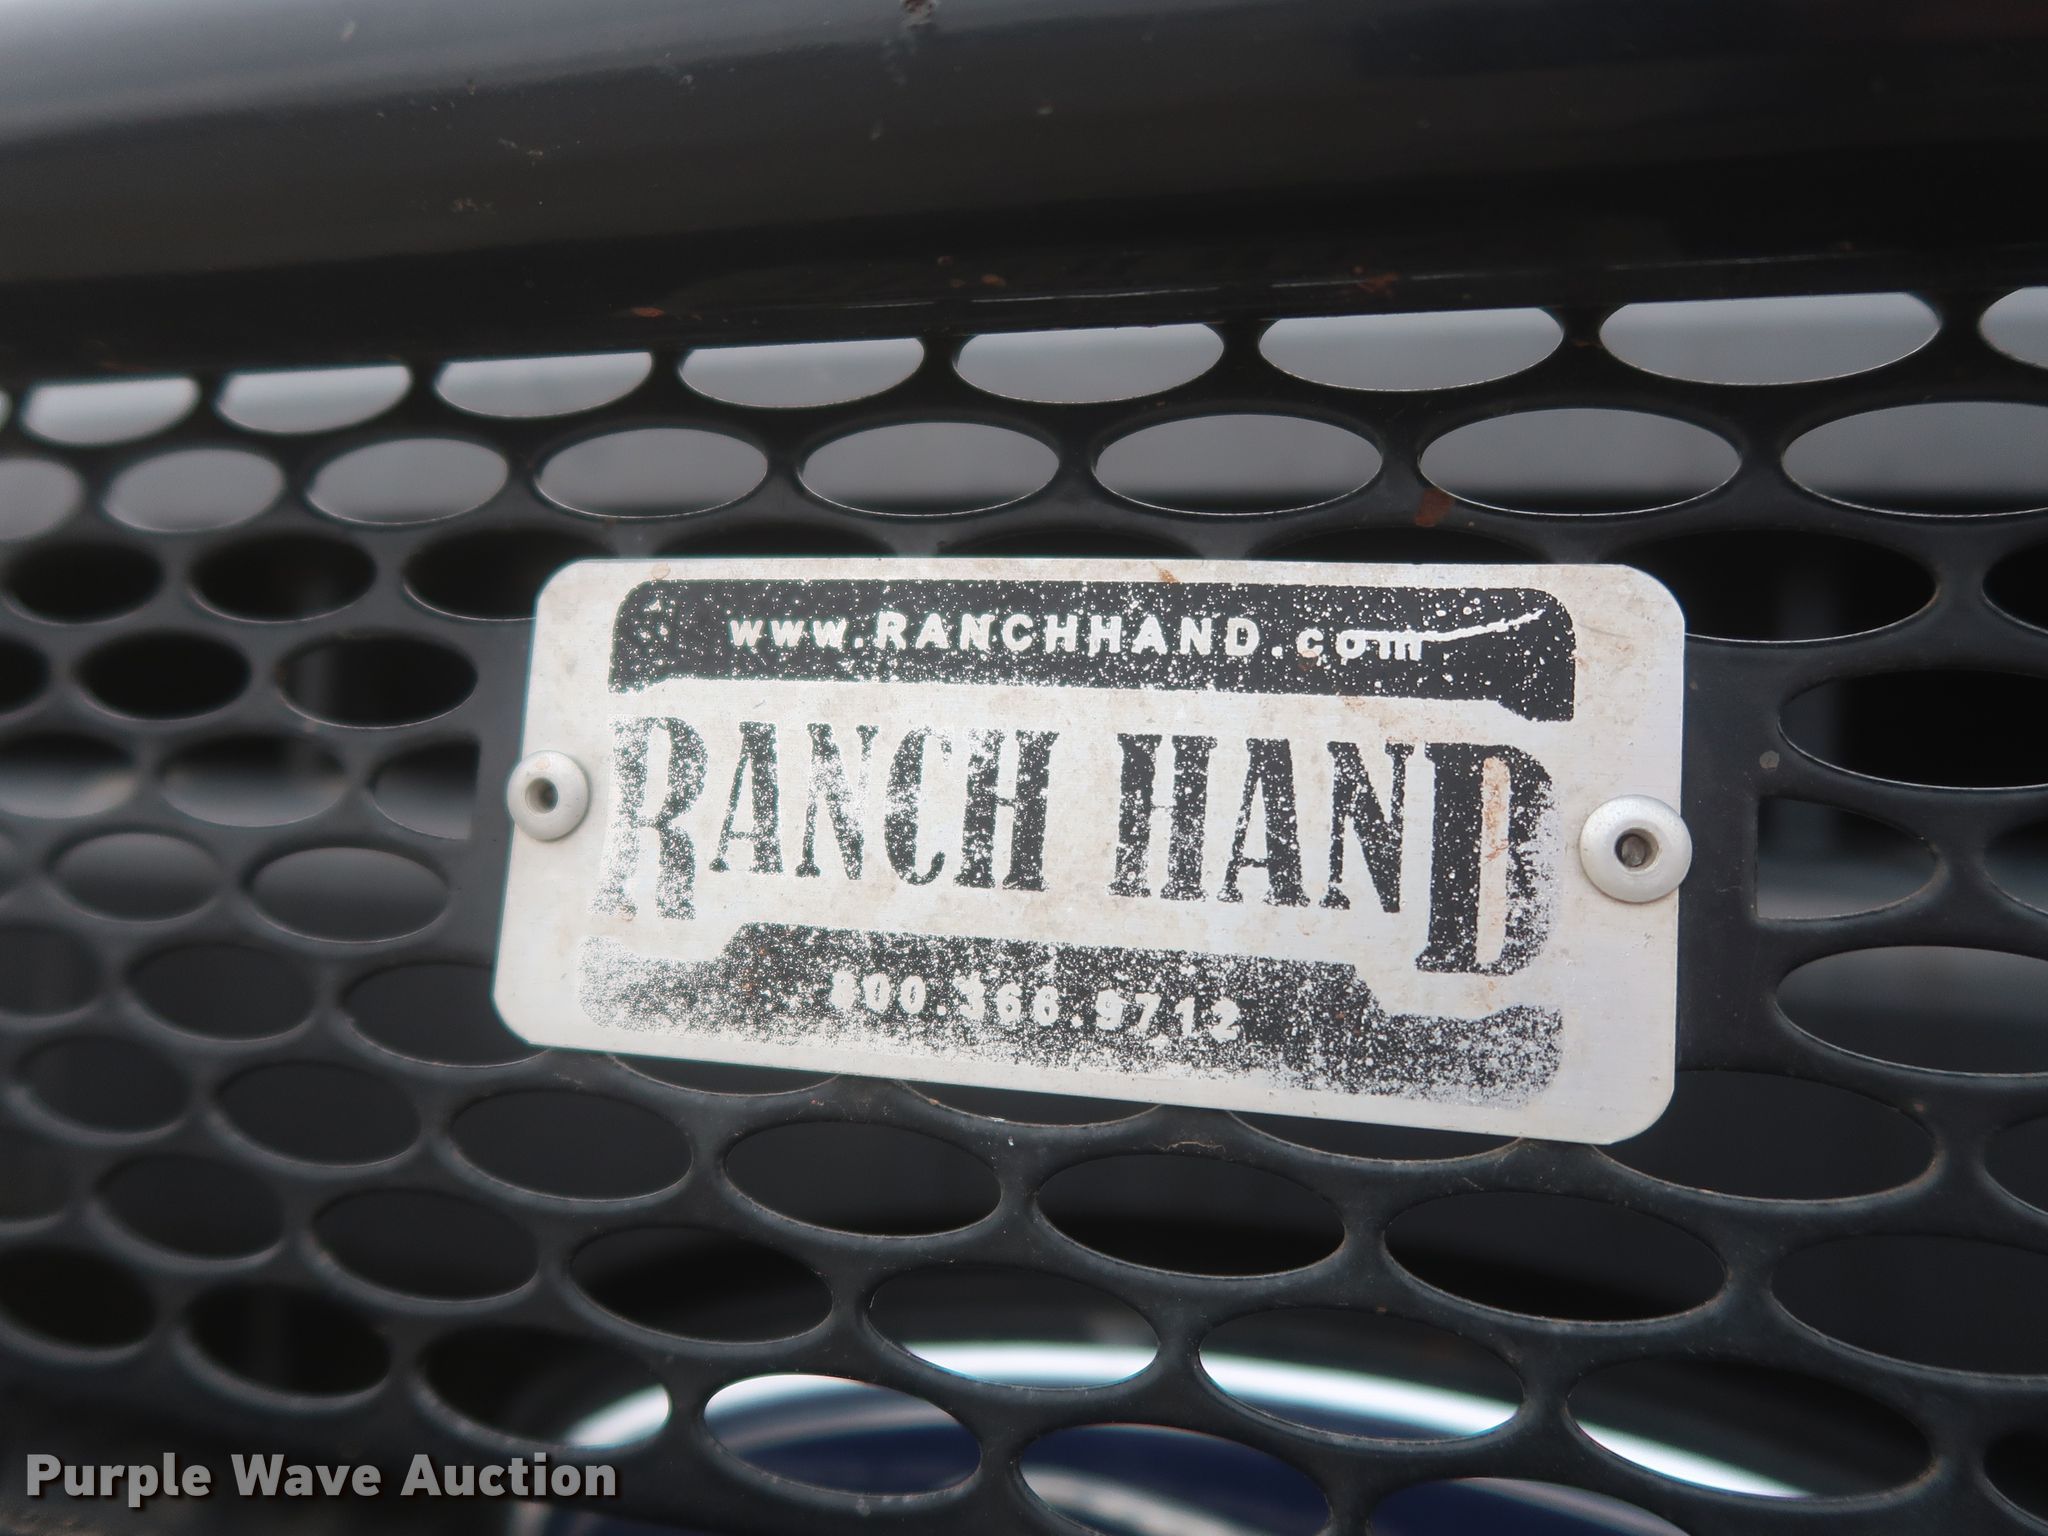 www.RANCHHAND.com
RANCH HAND
800.366.9712
Purple Wave Auction